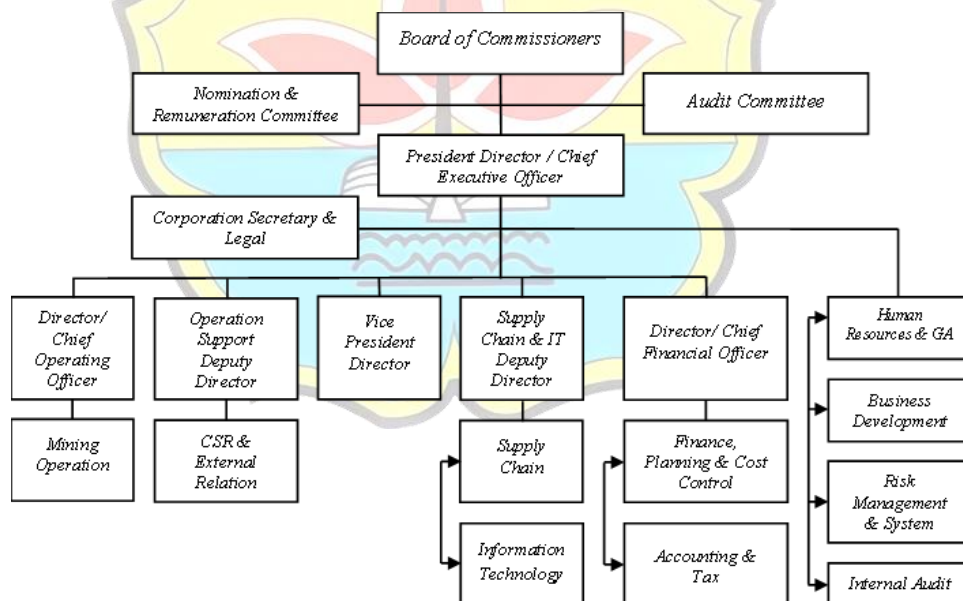 Board of Commissioners
Nomination &
Remuneration Committee
Audit Committee
President Director / Chief
Executive Officer
Corporation Secretary &
Legal
Director/
Chief
Operating
Officer
Operation
Support
Deputy
Director
Vice
President
Director
Supply
Chain & IT
Deputy
Director
Director/ Chief
Financial Officer
Human
Resources & GA
Mining
Operation
CSR &
External
Relation
Supply
Chain
Finance,
Planning & Cost
Control
Business
Development
Risk
Management
& System
Information
Technology
Accounting &
Tax
Internal Audit